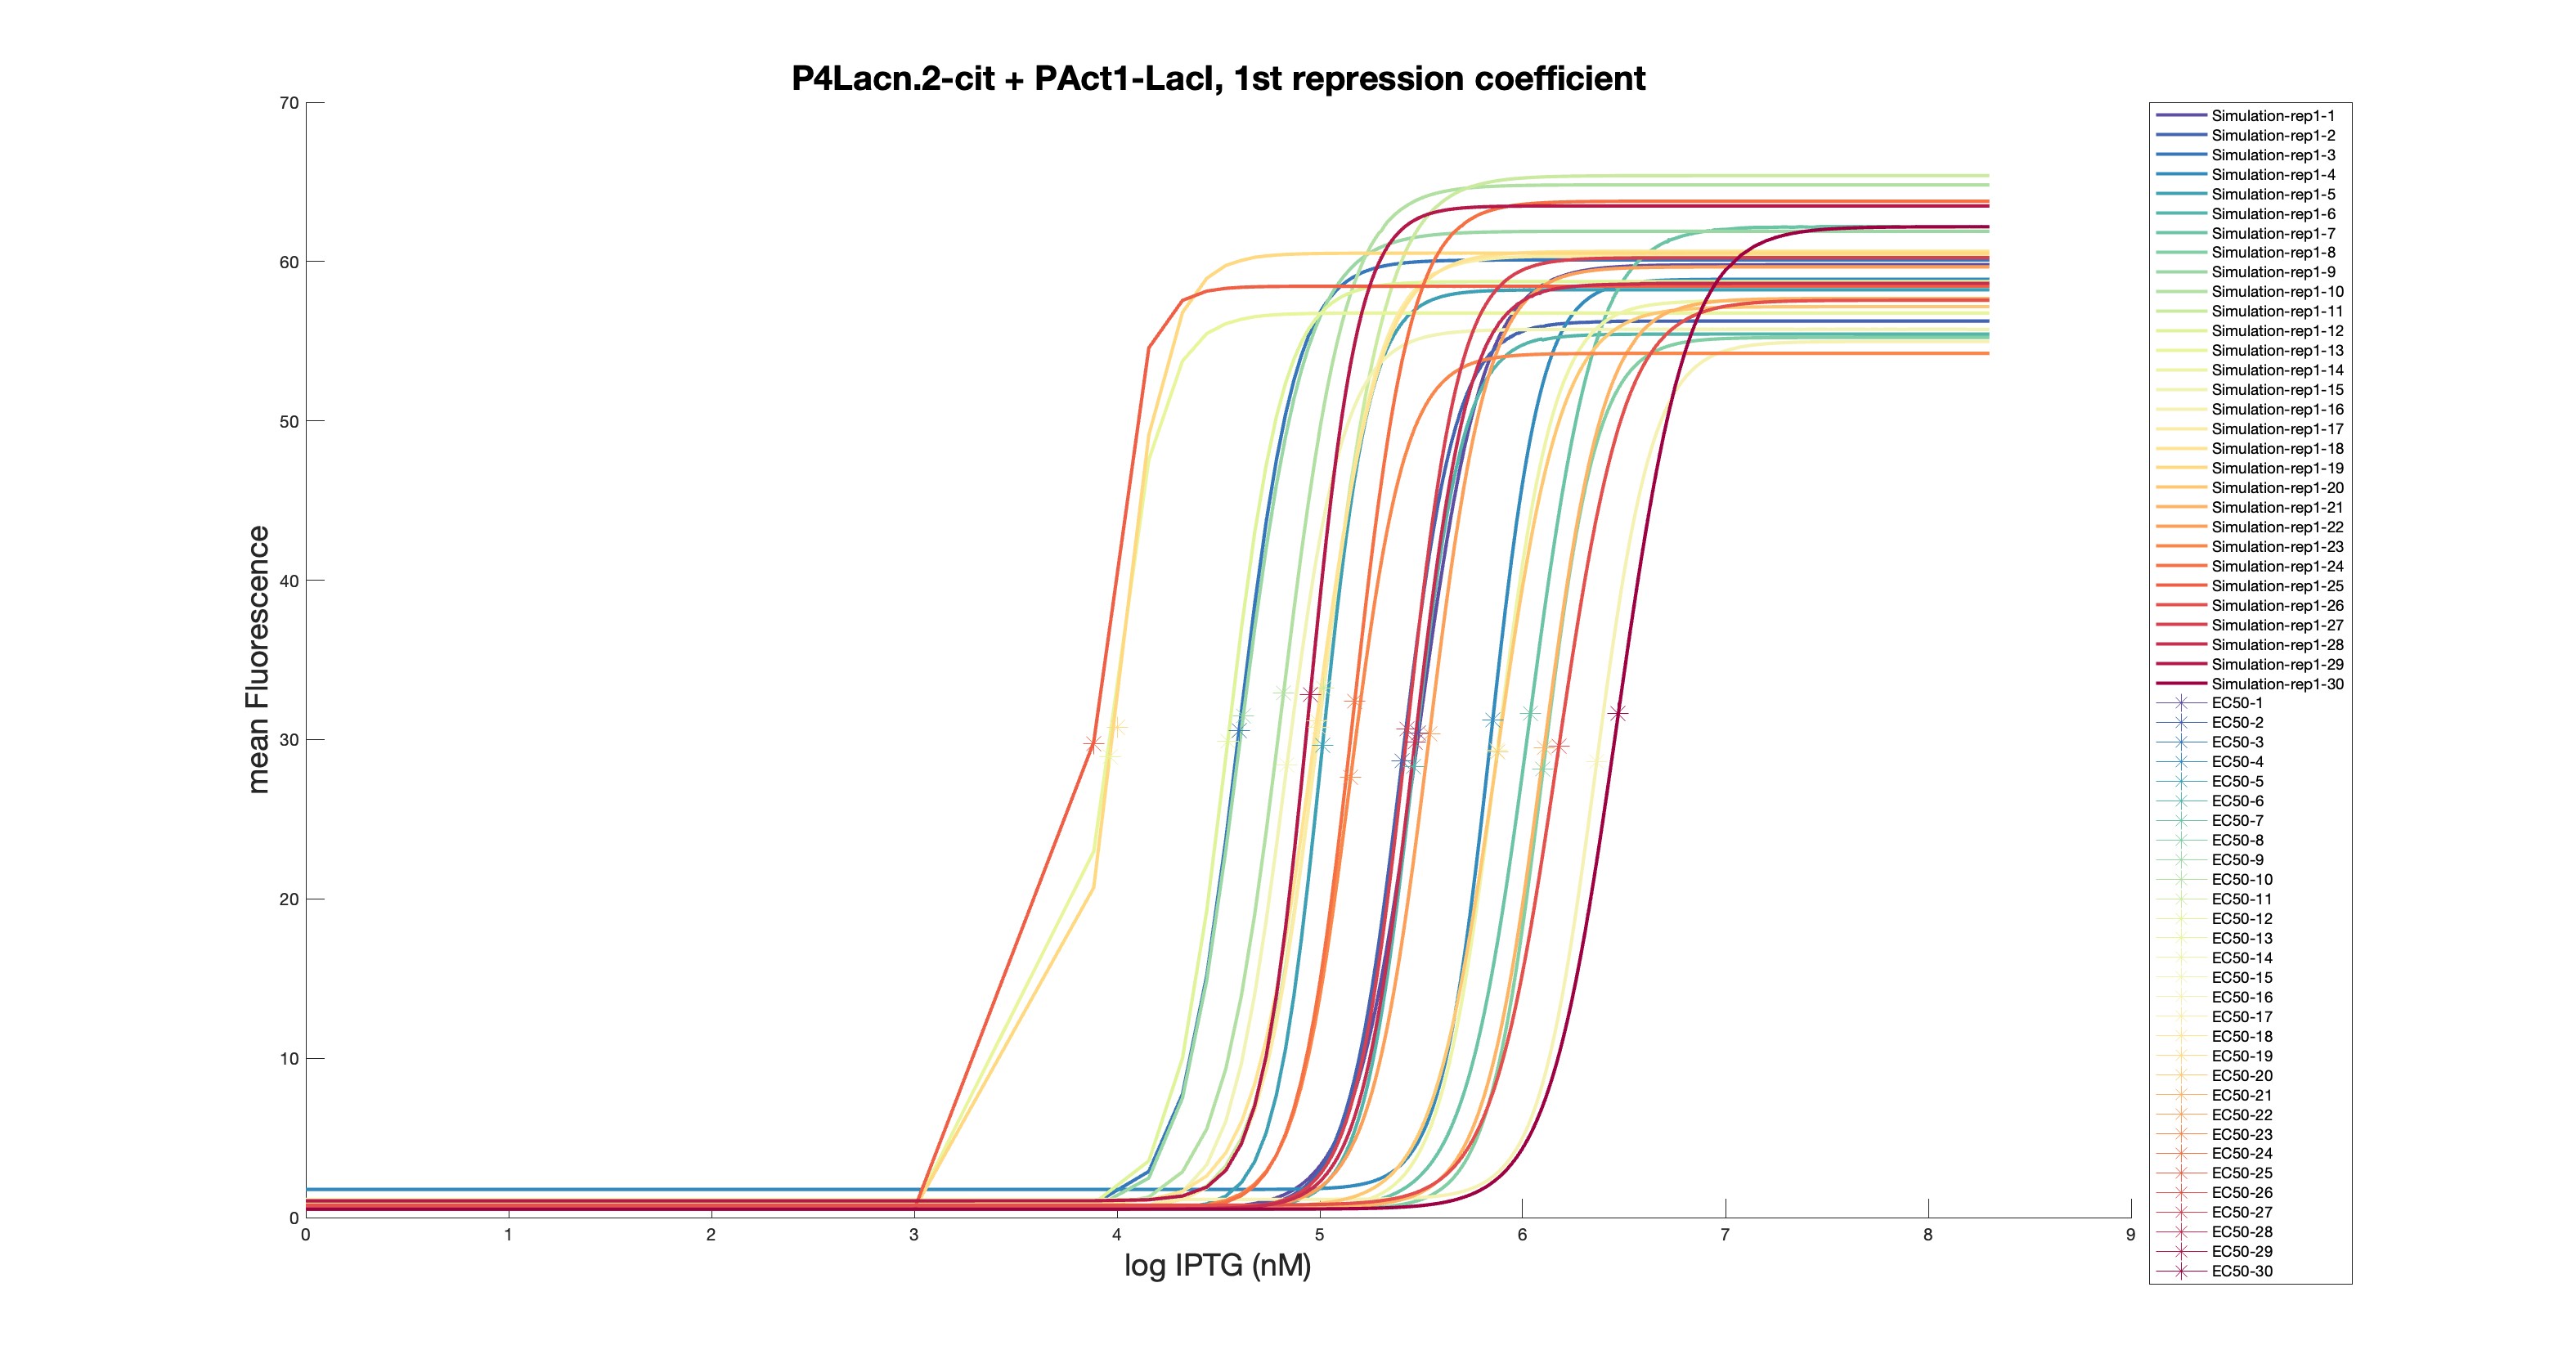 P4Lacn.2-cit + PAct1-LacI, 1st repression coefficient
70
60
50
40
30
20
10
0
mean Fluorescence
0 1 2 3 4 5 6 7 8 9
log IPTG (nM)
Simulation-rep1-1
Simulation-rep1-2
Simulation-rep1-3
Simulation-rep1-4
Simulation-rep1-5
Simulation-rep1-6
Simulation-rep1-7
Simulation-rep1-8
Simulation-rep1-9
Simulation-rep1-10
Simulation-rep1-11
Simulation-rep1-12
Simulation-rep1-13
Simulation-rep1-14
Simulation-rep1-15
Simulation-rep1-16
Simulation-rep1-17
Simulation-rep1-18
Simulation-rep1-19
Simulation-rep1-20
Simulation-rep1-21
Simulation-rep1-22
Simulation-rep1-23
Simulation-rep1-24
Simulation-rep1-25
Simulation-rep1-26
Simulation-rep1-27
Simulation-rep1-28
Simulation-rep1-29
Simulation-rep1-30
EC50-1
EC50-2
EC50-3
EC50-4
EC50-5
EC50-6
EC50-7
EC50-8
EC50-9
EC50-10
EC50-11
EC50-12
EC50-13
EC50-14
EC50-15
EC50-16
EC50-17
EC50-18
EC50-19
EC50-20
EC50-21
EC50-22
EC50-23
EC50-24
EC50-25
EC50-26
EC50-27
EC50-28
EC50-29
EC50-30